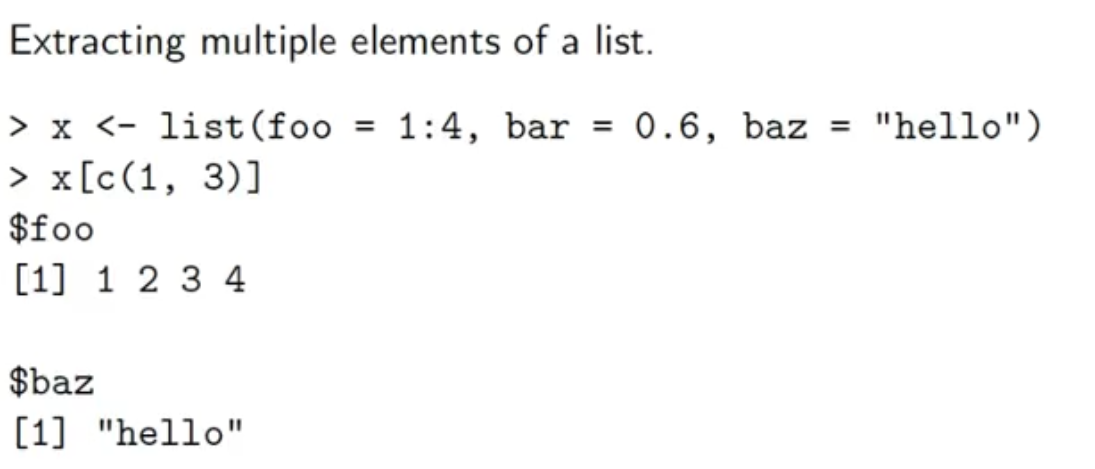 Extracting multiple elements of a list.
> x <- list(foo = 1:4, bar = 0.6, baz = "hello")
> x[c(1, 3)]
$foo
[1] 1 2 3 4
$baz
[1] "hello"